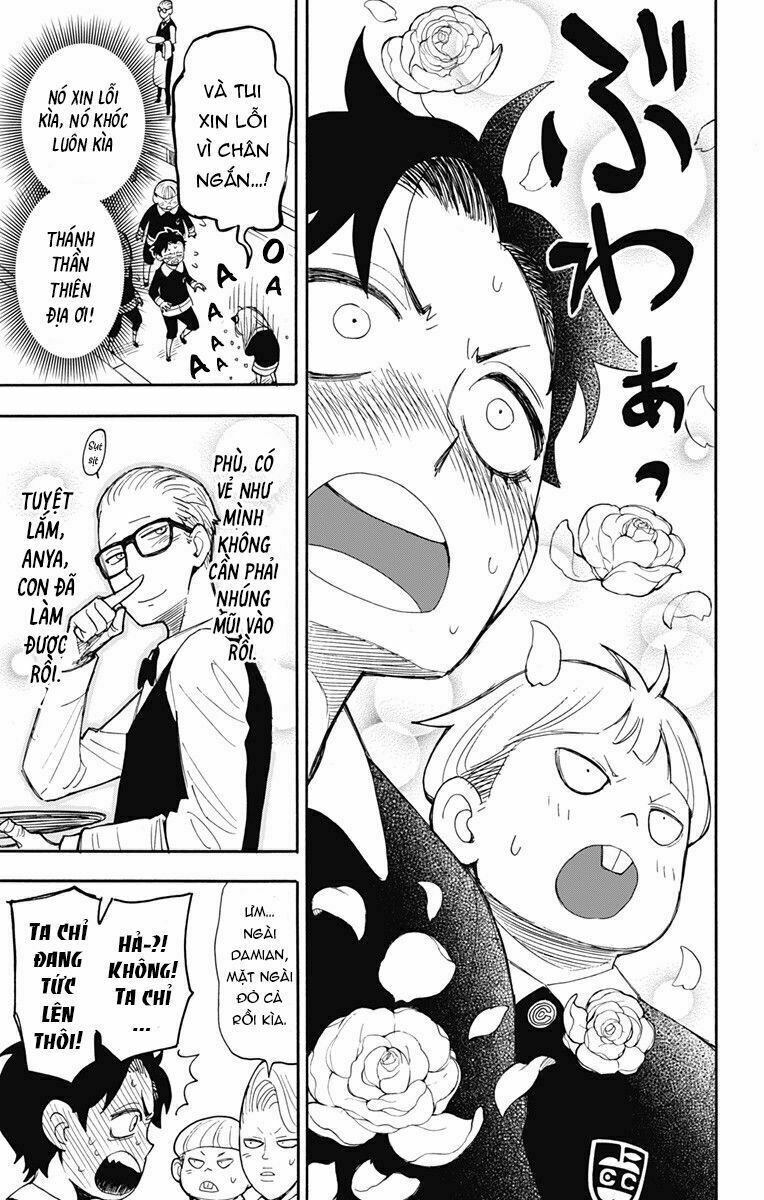 ぶわぁっ
VÀ TUI
XIN LỖI
VÌ CHÂN
NGẮN...!
NÓ XIN LỖI
KÌA, NÓ KHÓC
LUÔN KÌA
THÁNH
THẦN
THIÊN
ĐỊA ƠI!
OA
A
A
A
A
A
A
PHÙ, CÓ
VẺ NHƯ
MÌNH
KHÔNG
CẦN PHẢI
NHÚNG
MŨI VÀO
RỒI.
Sụt
sịt
TUYỆT
LẮM,
ANYA,
CON ĐÃ
LÀM
ĐƯỢC
RỒI.
ƯM...
NGÀI
DAMIAN,
MẶT NGÀI
ĐỎ CẢ
RỒI KÌA.
HẢ-?!
KHÔNG!
TA CHỈ
...
TA CHỈ
ĐANG
TỨC
LÊN
THÔI!
C
CC